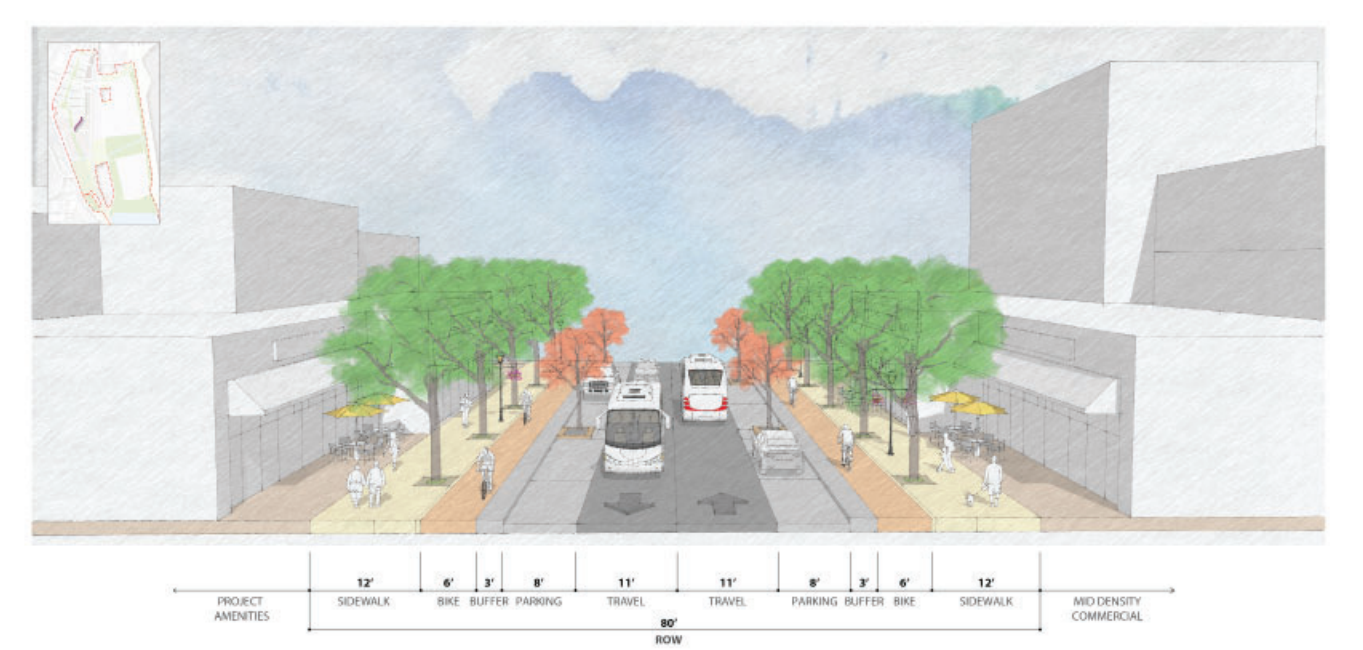 12' 6' 3' 8' 11' 11' 8' 3' 6' 12'
PROJECT AMENITIES SIDEWALK BIKE BUFFER PARKING TRAVEL TRAVEL PARKING BUFFER BIKE SIDEWALK MID DENSITY COMMERCIAL
80'
ROW